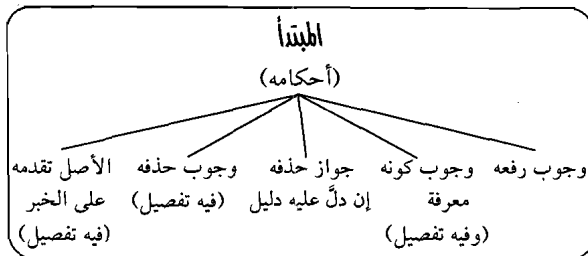 المبتدأ
(أحكامه)
وجوب رفعه
وجوب كونه
معرفة
(وفيه تفصيل)
جواز حذفه
إن دلَّ عليه دليل
وجوب حذفه
(فيه تفصيل)
الأصل تقدمه
على الخبر
(فيه تفصيل)